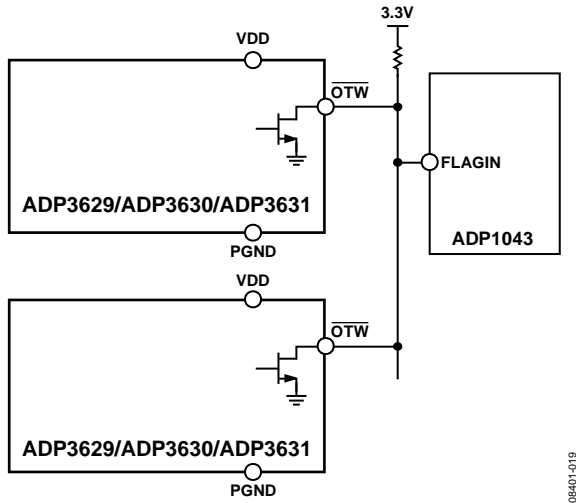 3.3V
VDD
OTW
FLAGIN
ADP3629/ADP3630/ADP3631
ADP1043
PGND
VDD
OTW
ADP3629/ADP3630/ADP3631
PGND
08401-019